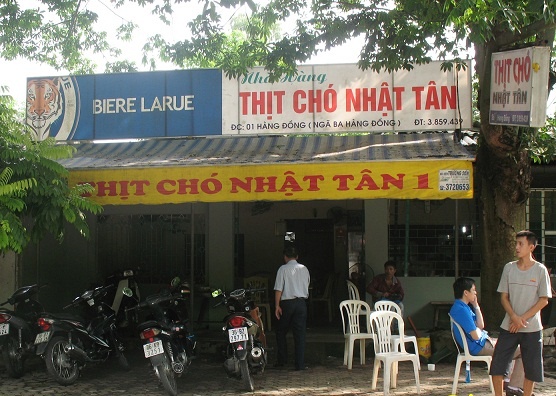 BIERE LARUE
Nhà Hàng
THỊT CHÓ NHẬT TÂN
ĐC: 01 HÀNG ĐỒNG ( NGÃ BA HÀNG ĐỒNG ) ĐT: 3.859.439
THỊT CHÓ
NHẬT TÂN
THỊT CHÓ NHẬT TÂN 1
3720653